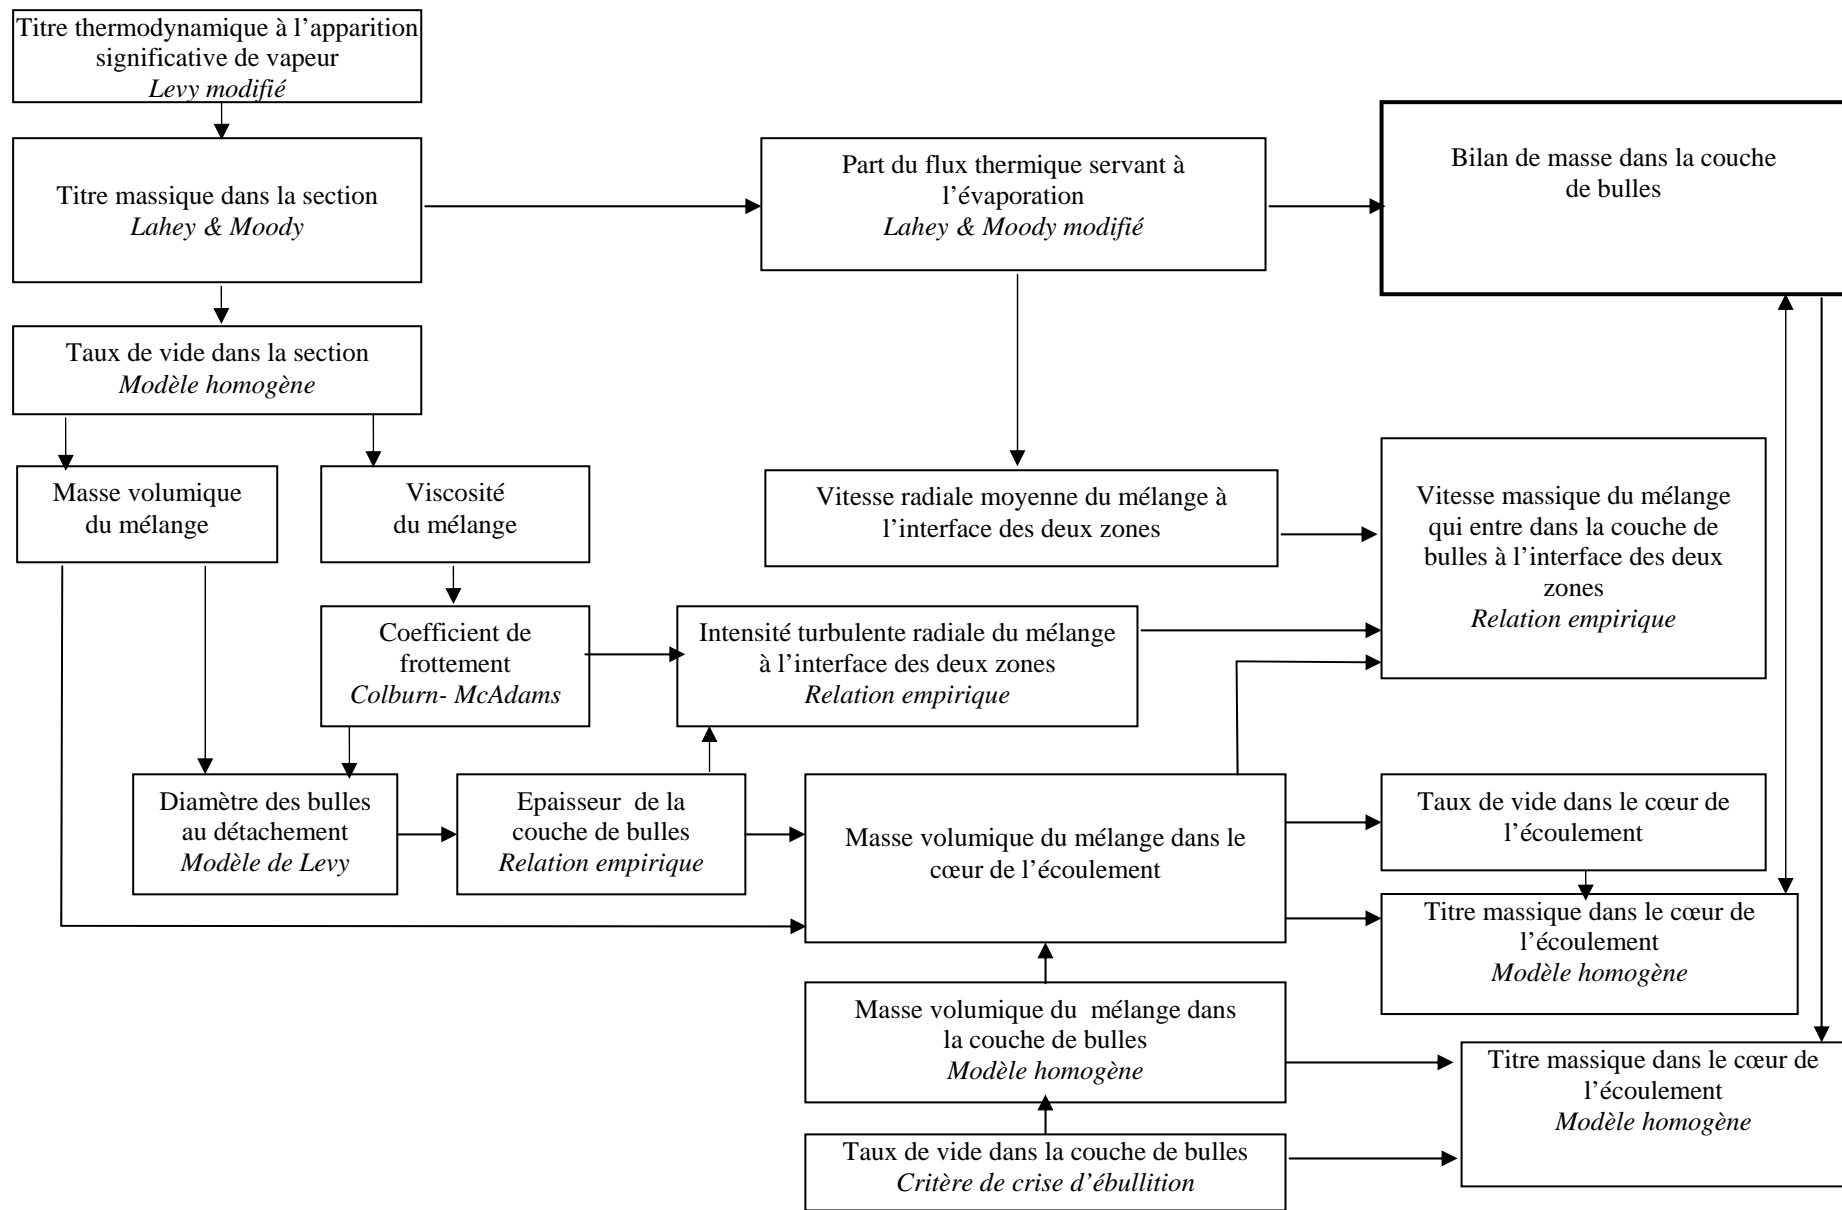 Titre thermodynamique à l’apparition
significative de vapeur
Levy modifié
Titre massique dans la section
Lahey & Moody
Part du flux thermique servant à
l’évaporation
Lahey & Moody modifié
Bilan de masse dans la couche
de bulles
Taux de vide dans la section
Modèle homogène
Masse volumique
du mélange
Viscosité
du mélange
Vitesse radiale moyenne du mélange à
l’interface des deux zones
Vitesse massique du mélange
qui entre dans la couche de
bulles à l’interface des deux
zones
Relation empirique
Coefficient de
frottement
Colburn- McAdams
Intensité turbulente radiale du mélange
à l’interface des deux zones
Relation empirique
Diamètre des bulles
au détachement
Modèle de Levy
Epaisseur de la
couche de bulles
Relation empirique
Masse volumique du mélange dans le
cœur de l’écoulement
Taux de vide dans le cœur de
l’écoulement
Titre massique dans le cœur de
l’écoulement
Modèle homogène
Masse volumique du mélange dans
la couche de bulles
Modèle homogène
Titre massique dans le cœur de
l’écoulement
Modèle homogène
Taux de vide dans la couche de bulles
Critère de crise d’ébullition